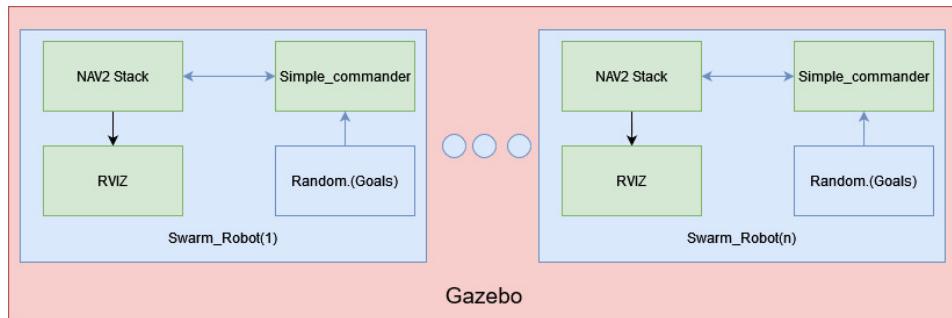 NAV2 Stack
Simple_commander
RVIZ
Random.(Goals)
Swarm_Robot(1)
NAV2 Stack
Simple_commander
RVIZ
Random.(Goals)
Swarm_Robot(n)
Gazebo